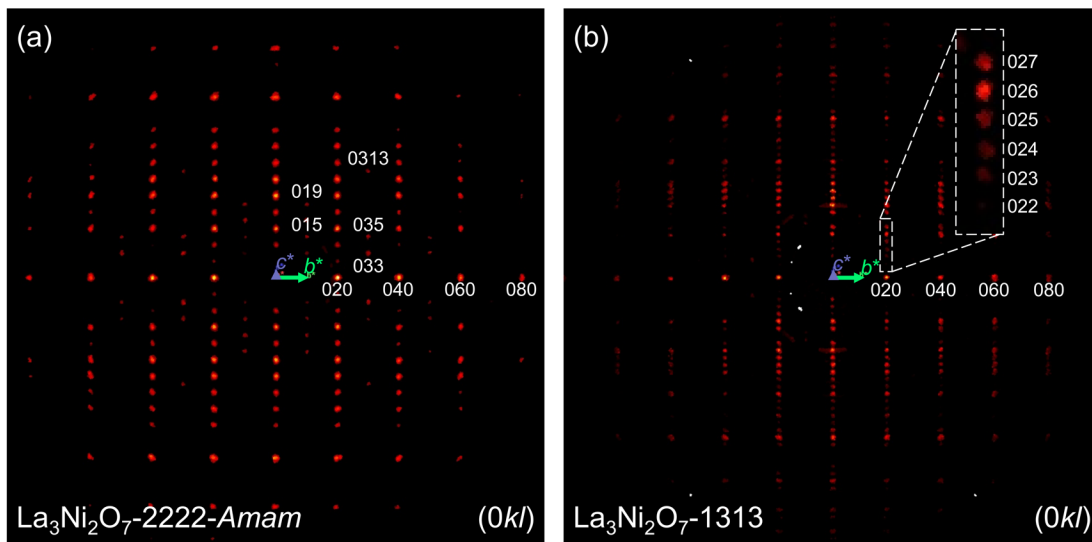 (a)
0313
019
015
035
033
c*
b*
020
040
060
080
La₃Ni₂O₇-2222-Amam
(0kl)
(b)
027
026
025
024
023
022
c*
b*
020
040
060
080
La₃Ni₂O₇-1313
(0kl)